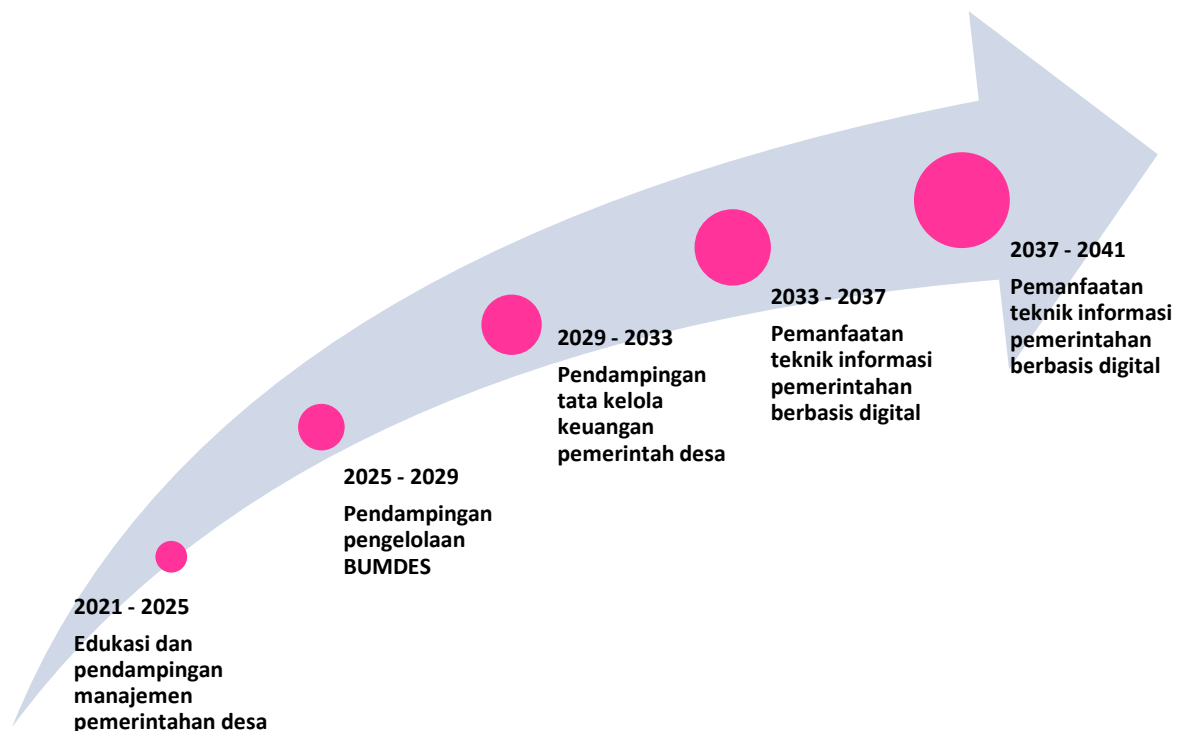 2021 - 2025
Edukasi dan
pendampingan
manajemen
pemerintahan desa
2025 - 2029
Pendampingan
pengelolaan
BUMDES
2029 - 2033
Pendampingan
tata kelola
keuangan
pemerintah desa
2033 - 2037
Pemanfaatan
teknik informasi
pemerintahan
berbasis digital
2037 - 2041
Pemanfaatan
teknik informasi
pemerintahan
berbasis digital